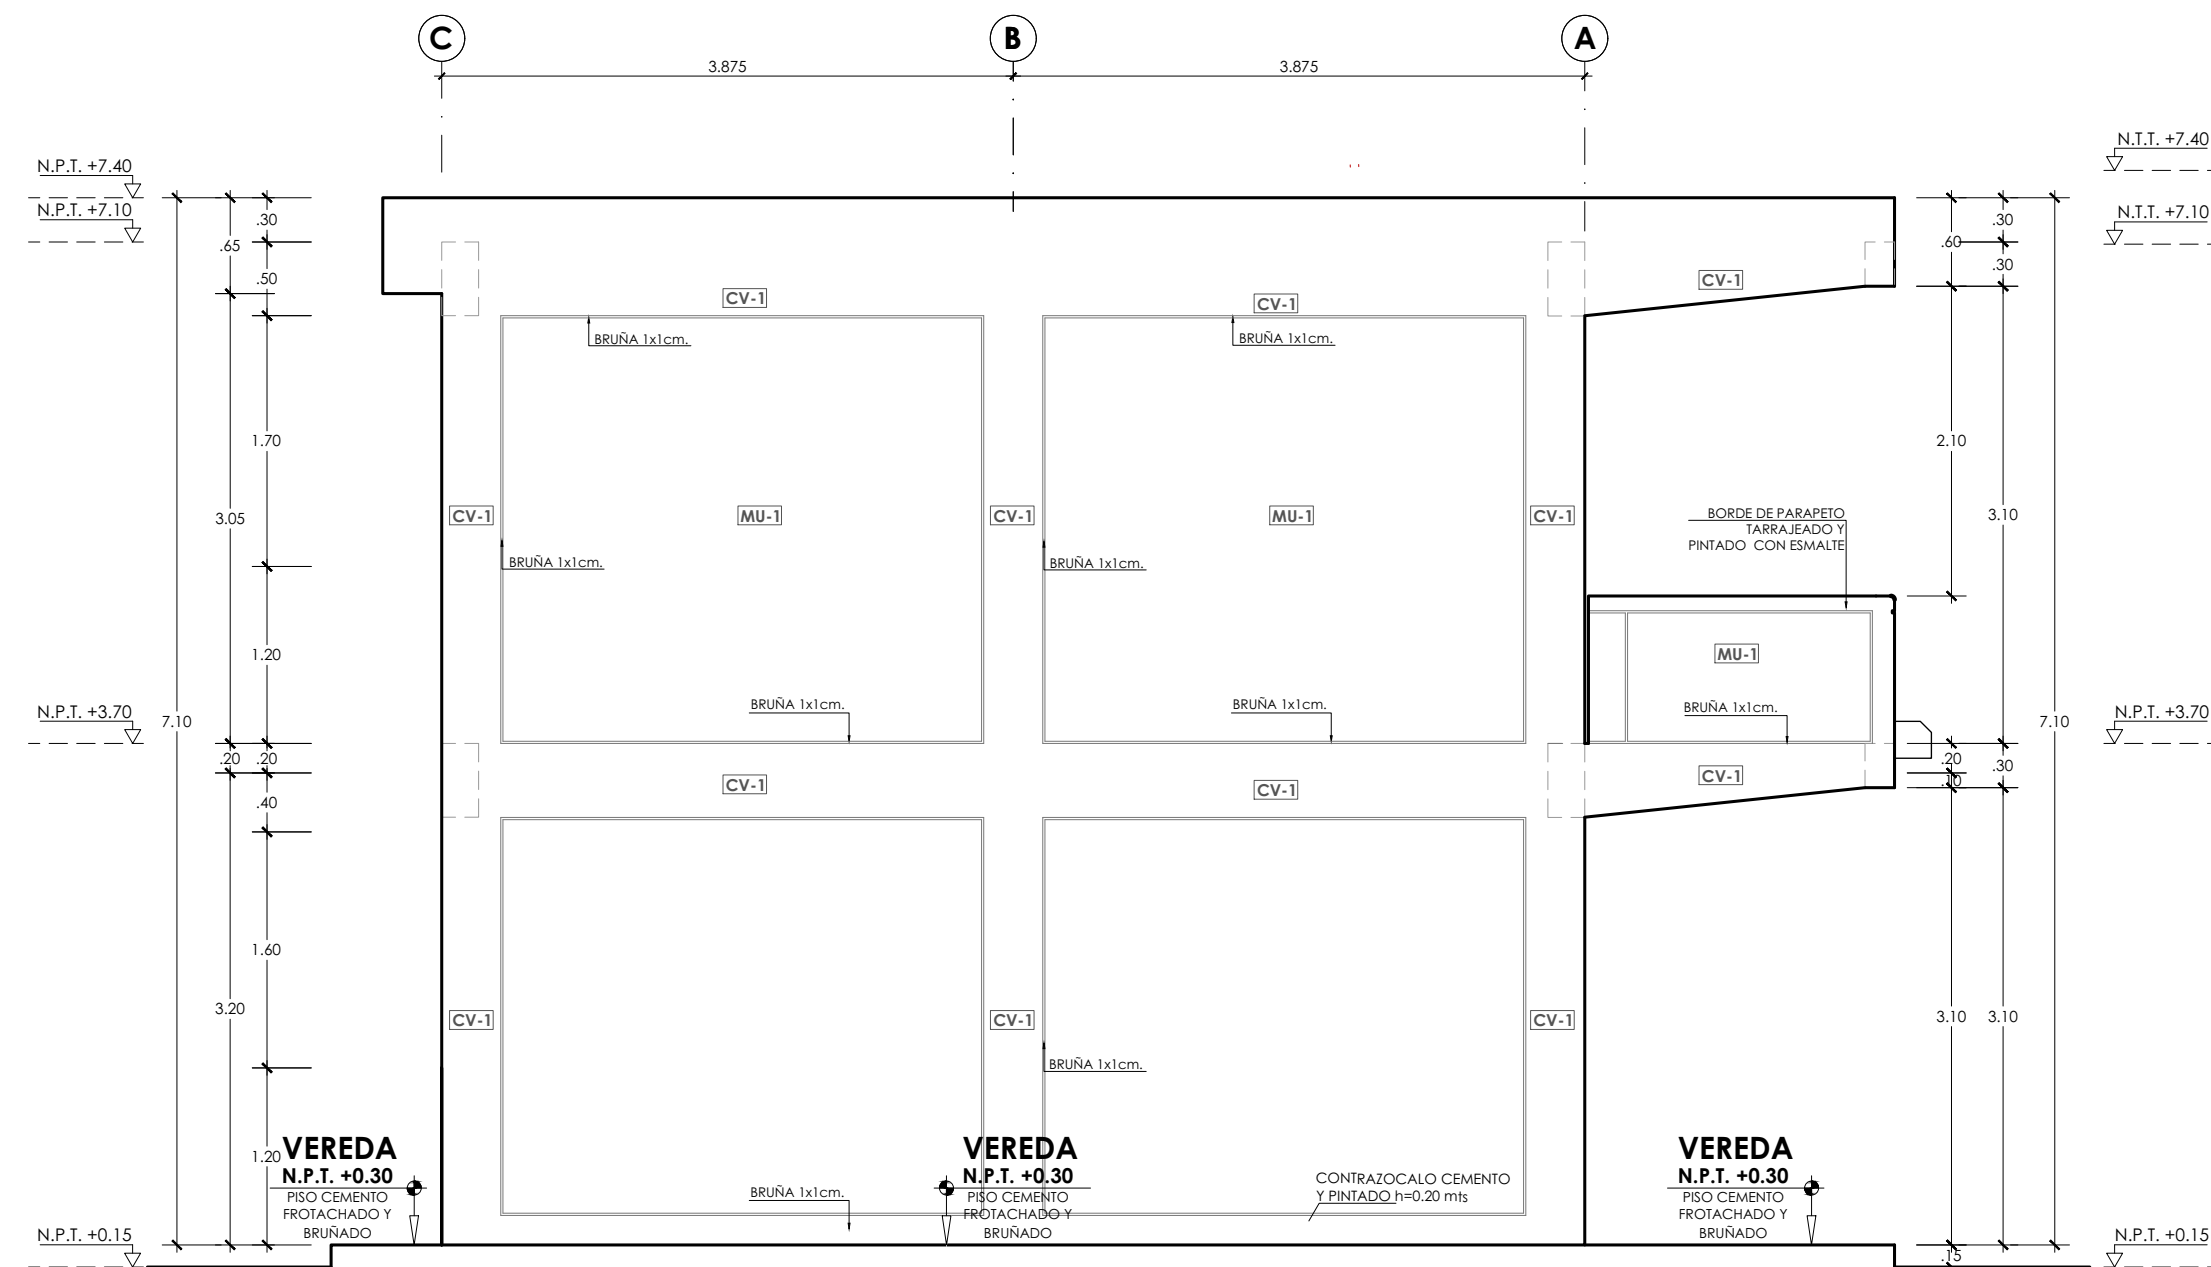 C
B
A
3.875
3.875
N.P.T. +7.40
N.T.T. +7.40
N.P.T. +7.10
N.T.T. +7.10
.30
.65
.50
.30
.60
.30
CV-1
CV-1
CV-1
BRUÑA 1x1cm.
BRUÑA 1x1cm.
1.70
2.10
3.05
CV-1
MU-1
CV-1
MU-1
CV-1
BORDE DE PARAPETO
TARRAJEADO Y
PINTADO CON ESMALTE
3.10
BRUÑA 1x1cm.
BRUÑA 1x1cm.
1.20
MU-1
N.P.T. +3.70
7.10
BRUÑA 1x1cm.
BRUÑA 1x1cm.
BRUÑA 1x1cm.
7.10
N.P.T. +3.70
.20
.20
.20
.30
.10
CV-1
CV-1
CV-1
.40
1.60
3.20
CV-1
CV-1
CV-1
3.10
3.10
BRUÑA 1x1cm.
1.20
VEREDA
N.P.T. +0.30
PISO CEMENTO
FROTACHADO Y
BRUÑADO
BRUÑA 1x1cm.
VEREDA
N.P.T. +0.30
PISO CEMENTO
FROTACHADO Y
BRUÑADO
CONTRAZOCALO CEMENTO
Y PINTADO h=0.20 mts
VEREDA
N.P.T. +0.30
PISO CEMENTO
FROTACHADO Y
BRUÑADO
N.P.T. +0.15
.15
N.P.T. +0.15